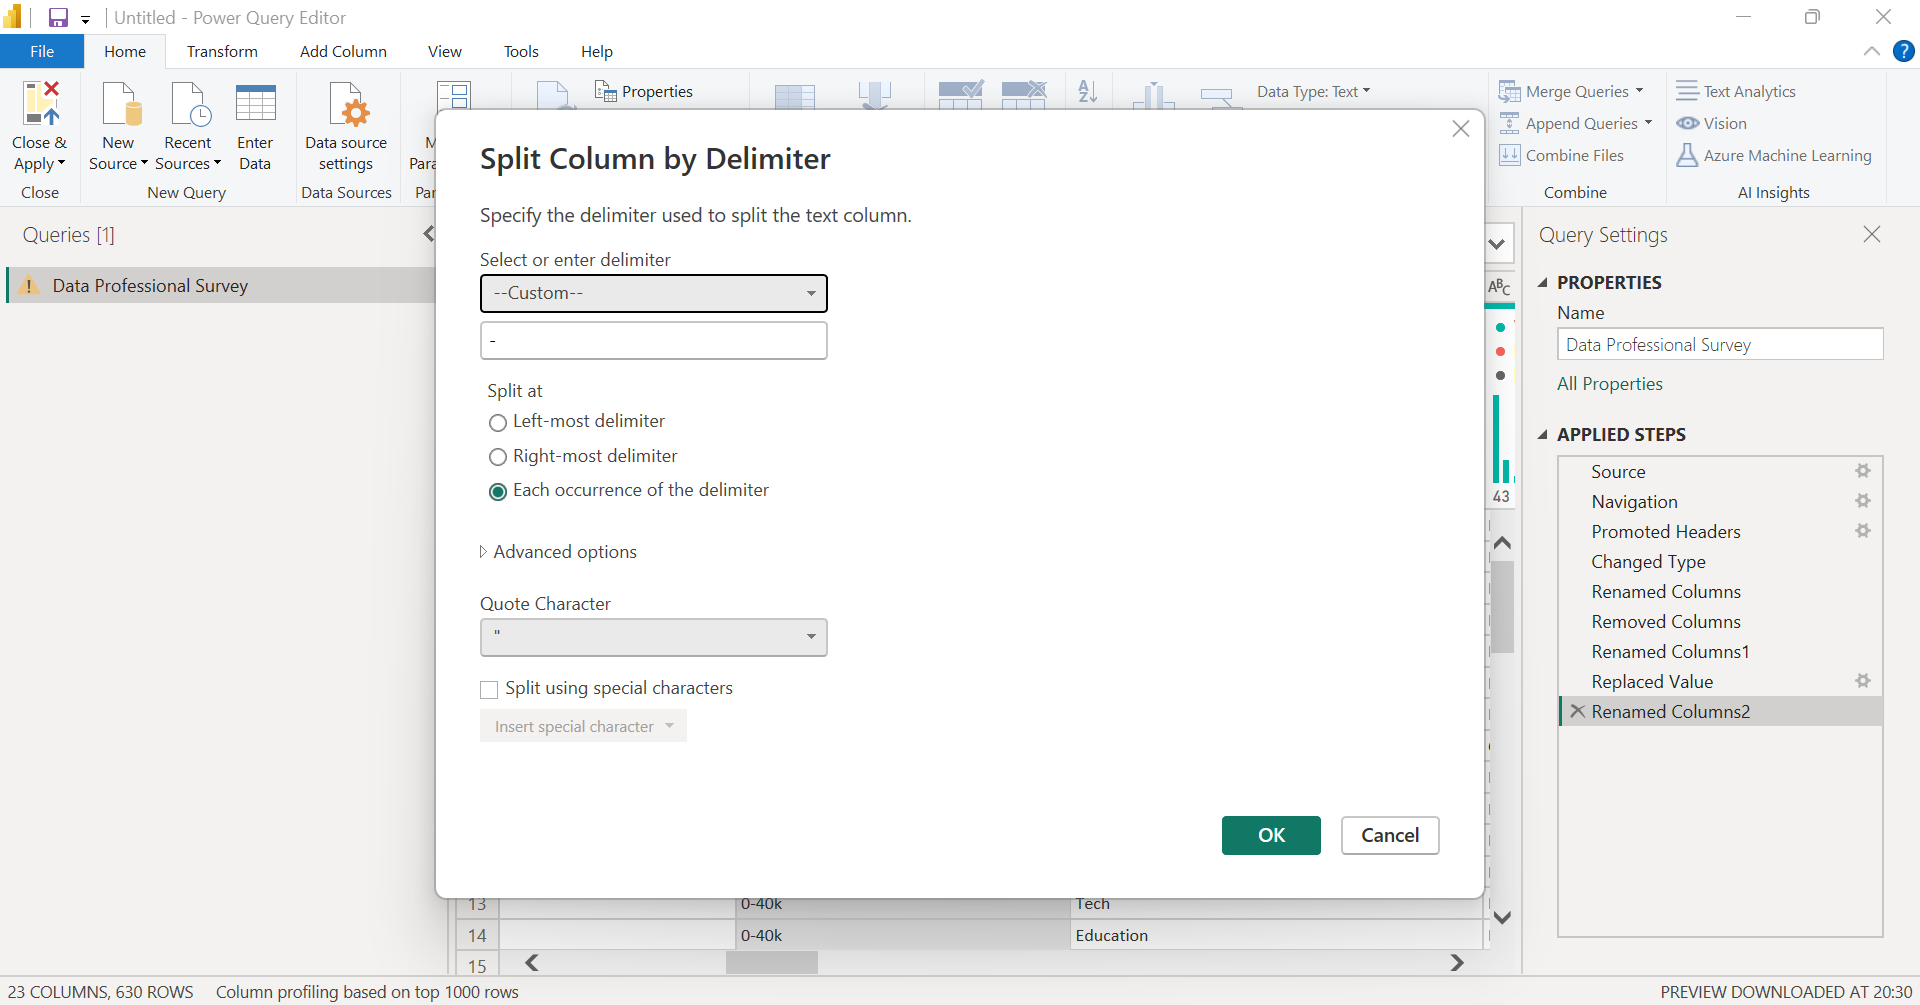 Untitled - Power Query Editor
File Home Transform Add Column View Tools Help
Close & Apply
New Source
Recent Sources
Enter Data
Data source settings
Properties
Data Type: Text
Merge Queries
Append Queries
Combine Files
Text Analytics
Vision
Azure Machine Learning
Close
New Query
Data Sources
Combine
AI Insights
Queries [1]
Data Professional Survey
Split Column by Delimiter
Specify the delimiter used to split the text column.
Select or enter delimiter
--Custom--
-
Split at
Left-most delimiter
Right-most delimiter
Each occurrence of the delimiter
Advanced options
Quote Character
"
Split using special characters
Insert special character
OK Cancel
ABC
43
13 0-40k Tech
14 0-40k Education
15
Query Settings
PROPERTIES
Name
Data Professional Survey
All Properties
APPLIED STEPS
Source
Navigation
Promoted Headers
Changed Type
Renamed Columns
Removed Columns
Renamed Columns1
Replaced Value
Renamed Columns2
23 COLUMNS, 630 ROWS Column profiling based on top 1000 rows PREVIEW DOWNLOADED AT 20:30